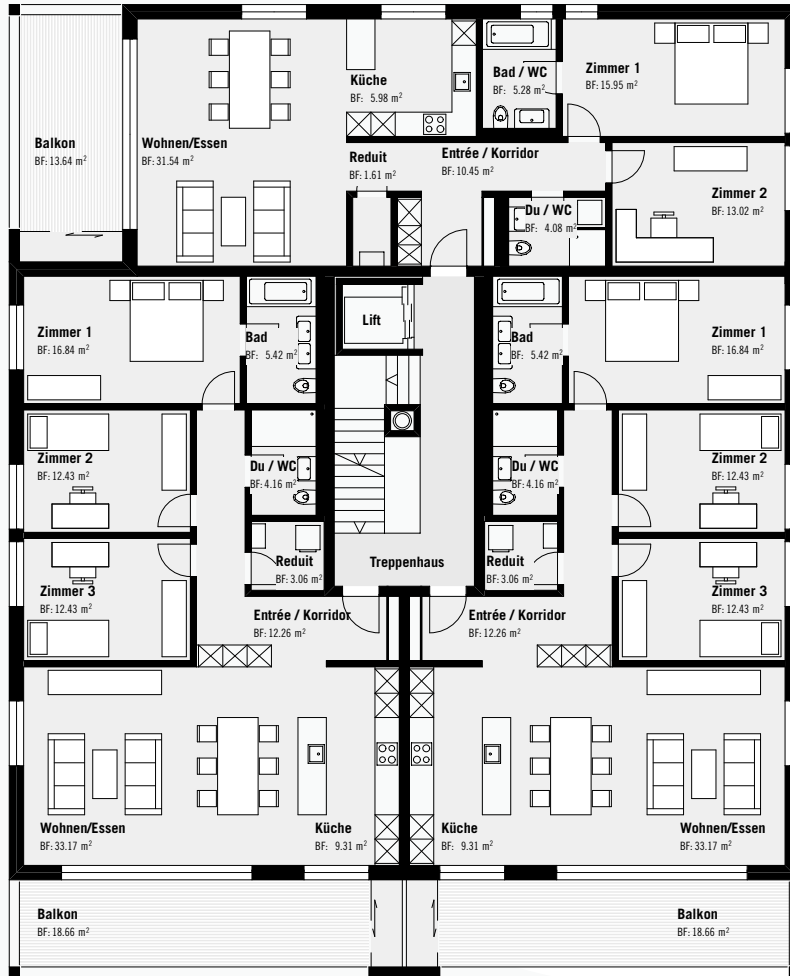 Küche
BF: 5.98 m²
Bad / WC
BF: 5.28 m²
Zimmer 1
BF: 15.95 m²
Balkon
BF: 13.64 m²
Wohnen/Essen
BF: 31.54 m²
Reduit
BF: 1.61 m²
Entrée / Korridor
BF: 10.45 m²
Zimmer 2
BF: 13.02 m²
Du / WC
BF: 4.08 m²
Zimmer 1
BF: 16.84 m²
Bad
BF: 5.42 m²
Lift
Bad
BF: 5.42 m²
Zimmer 1
BF: 16.84 m²
Zimmer 2
BF: 12.43 m²
Du / WC
BF: 4.16 m²
Du / WC
BF: 4.16 m²
Zimmer 2
BF: 12.43 m²
Zimmer 3
BF: 12.43 m²
Reduit
BF: 3.06 m²
Treppenhaus
Reduit
BF: 3.06 m²
Zimmer 3
BF: 12.43 m²
Entrée / Korridor
BF: 12.26 m²
Entrée / Korridor
BF: 12.26 m²
Wohnen/Essen
BF: 33.17 m²
Küche
BF: 9.31 m²
Küche
BF: 9.31 m²
Wohnen/Essen
BF: 33.17 m²
Balkon
BF: 18.66 m²
Balkon
BF: 18.66 m²